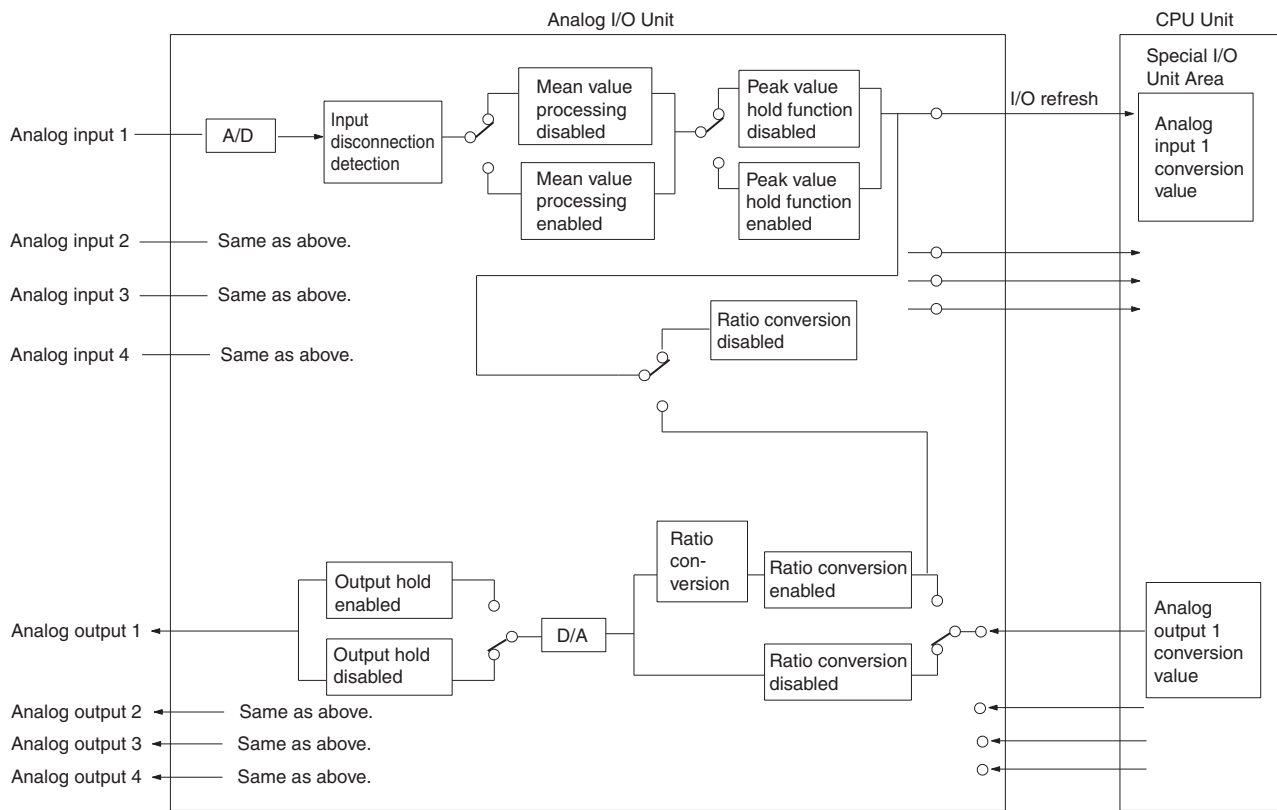 Analog I/O Unit
CPU Unit
Special I/O
Unit Area
I/O refresh
Analog input 1
A/D
Input
disconnection
detection
Mean value
processing
disabled
Peak value
hold function
disabled
Analog
input 1
conversion
value
Mean value
processing
enabled
Peak value
hold function
enabled
Analog input 2
Same as above.
Analog input 3
Same as above.
Analog input 4
Same as above.
Ratio conversion
disabled
Ratio
con-
version
Ratio conversion
enabled
Output hold
enabled
Analog output 1
D/A
Output hold
disabled
Ratio conversion
disabled
Analog
output 1
conversion
value
Analog output 2
Same as above.
Analog output 3
Same as above.
Analog output 4
Same as above.